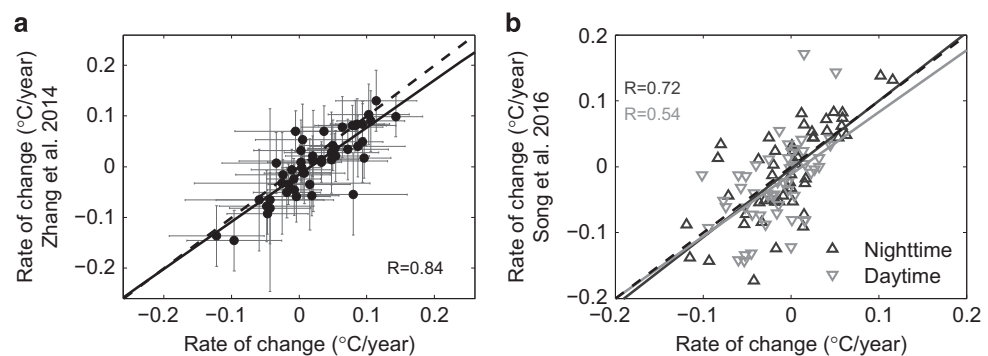 a
Rate of change (°C/year)
Zhang et al. 2014
0.2
0.1
0
−0.1
−0.2
R=0.84
−0.2 −0.1 0 0.1 0.2
Rate of change (°C/year)
b
Rate of change (°C/year)
Song et al. 2016
0.2
0.1
0
−0.1
−0.2
R=0.72
R=0.54
Nighttime
Daytime
−0.2 −0.1 0 0.1 0.2
Rate of change (°C/year)